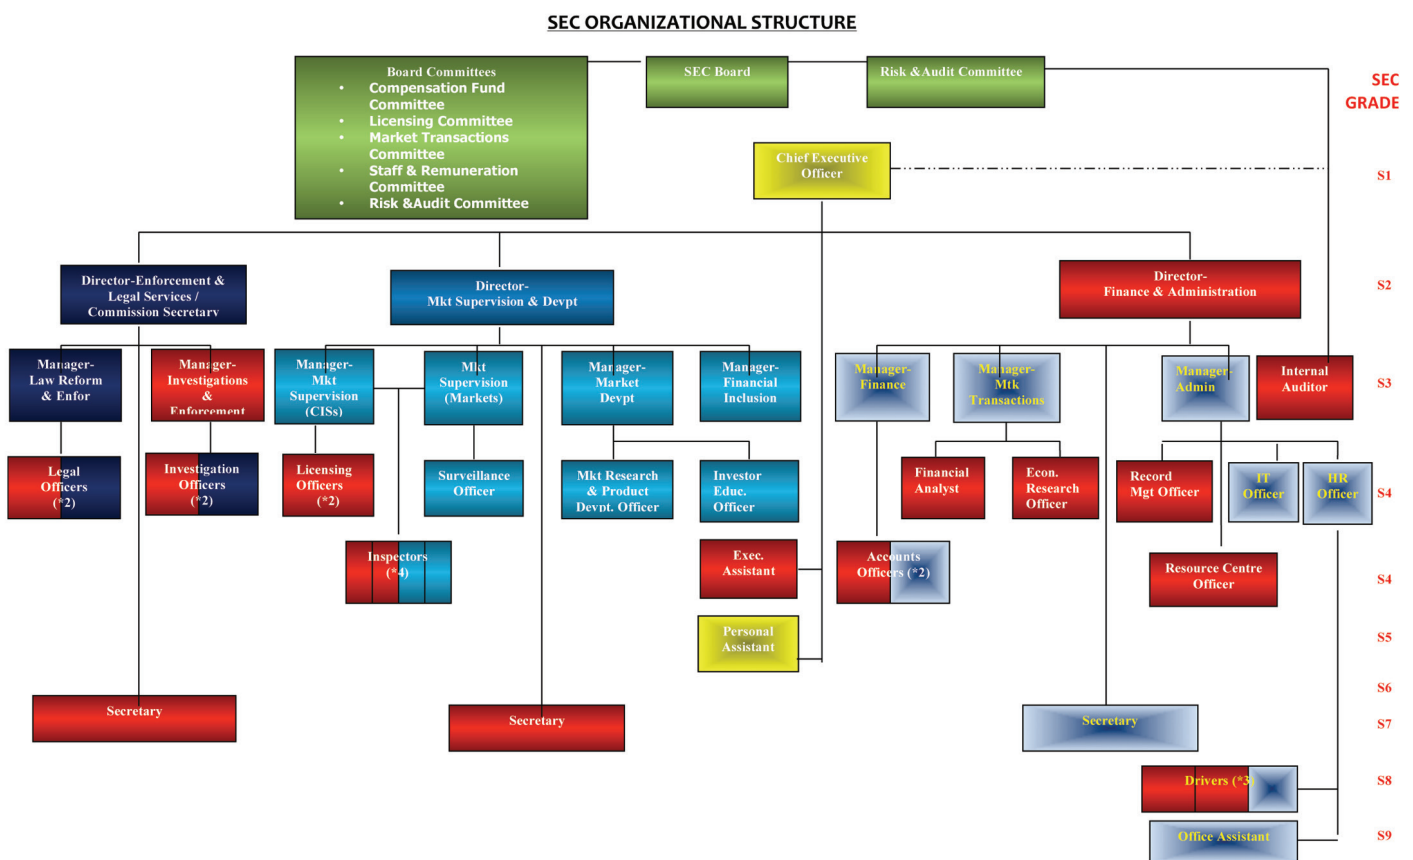 SEC ORGANIZATIONAL STRUCTURE
Board Committees
• Compensation Fund
Committee
• Licensing Committee
• Market Transactions
Committee
• Staff & Remuneration
Committee
• Risk &Audit Committee
SEC Board
Risk &Audit Committee
SEC
GRADE
Chief Executive
Officer
S1
Director-Enforcement &
Legal Services /
Commission Secretary
Director-
Mkt Supervision & Devpt
Director-
Finance & Administration
S2
Manager-
Law Reform
& Enfor
Manager-
Investigations
&
Enforcement
Manager-
Mkt
Supervision
(CISs)
Mkt
Supervision
(Markets)
Manager-
Market
Devpt
Manager-
Financial
Inclusion
Manager-
Finance
Manager-
Mtk
Transactions
Manager-
Admin
Internal
Auditor
S3
Legal
Officers
(*2)
Investigation
Officers
(*2)
Licensing
Officers
(*2)
Surveillance
Officer
Mkt Research
& Product
Devpt. Officer
Investor
Educ.
Officer
Financial
Analyst
Econ.
Research
Officer
Record
Mgt Officer
IT
Officer
HR
Officer
S4
Inspectors
(*4)
Exec.
Assistant
Accounts
Officers (*2)
Resource Centre
Officer
S4
Personal
Assistant
S5
S6
Secretary
Secretary
Secretary
S7
Drivers (*3)
S8
Office Assistant
S9